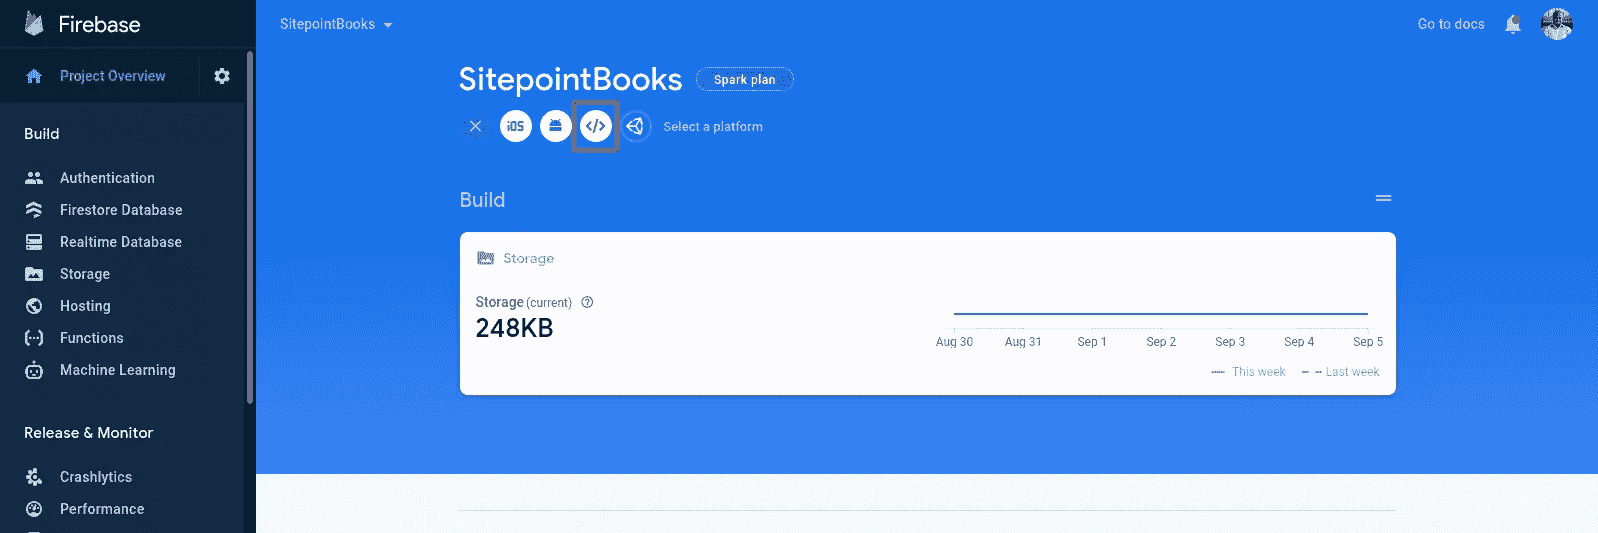 Firebase
Project Overview
Build
Authentication
Firestore Database
Realtime Database
Storage
Hosting
Functions
Machine Learning
Release & Monitor
Crashlytics
Performance
SitepointBooks
Go to docs
SitepointBooks Spark plan
iOS </> Select a platform
Build
Storage
Storage (current)
248KB
Aug 30 Aug 31 Sep 1 Sep 2 Sep 3 Sep 4 Sep 5
This week Last week